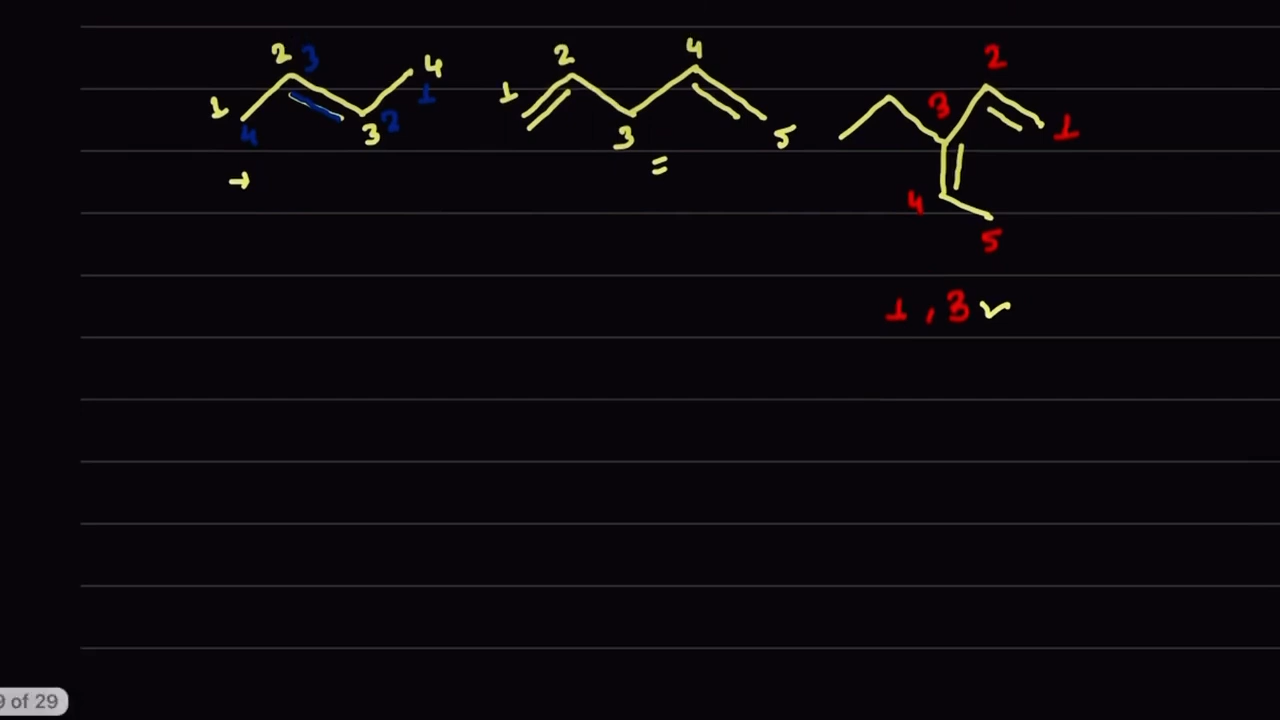 2 3 4 2 4 2
1 4 3 2 1 1 3 5 3 1
→ = 4
5
1 , 3 ✓
9 of 29